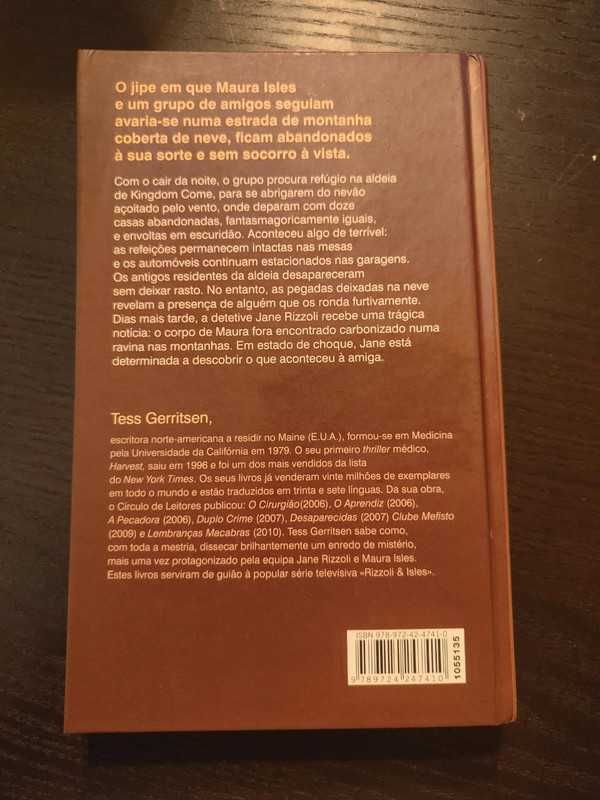 O jipe em que Maura Isles
e um grupo de amigos seguiam
avaria-se numa estrada de montanha
coberta de neve, ficam abandonados
à sua sorte e sem socorro à vista.
Com o cair da noite, o grupo procura refúgio na aldeia
de Kingdom Come, para se abrigarem do nevão
açoitado pelo vento, onde deparam com doze
casas abandonadas, fantasmagoricamente iguais,
e envoltas em escuridão. Aconteceu algo de terrível:
as refeições permanecem intactas nas mesas
e os automóveis continuam estacionados nas garagens.
Os antigos residentes da aldeia desapareceram
sem deixar rasto. No entanto, as pegadas deixadas na neve
revelam a presença de alguém que os ronda furtivamente.
Dias mais tarde, a detetive Jane Rizzoli recebe uma trágica
notícia: o corpo de Maura fora encontrado carbonizado numa
ravina nas montanhas. Em estado de choque, Jane está
determinada a descobrir o que aconteceu à amiga.
Tess Gerritsen,
escritora norte-americana a residir no Maine (E.U.A.), formou-se em Medicina
pela Universidade da Califórnia em 1979. O seu primeiro thriller médico,
Harvest, saiu em 1996 e foi um dos mais vendidos da lista
do New York Times. Os seus livros já venderam vinte milhões de exemplares
em todo o mundo e estão traduzidos em trinta e sete línguas. Da sua obra,
o Círculo de Leitores publicou: O Cirurgião(2006), O Aprendiz (2006),
A Pecadora (2006), Duplo Crime (2007), Desaparecidas (2007) Clube Mefisto
(2009) e Lembranças Macabras (2010). Tess Gerritsen sabe como,
com toda a mestria, dissecar brilhantemente um enredo de mistério,
mais uma vez protagonizado pela equipa Jane Rizzoli e Maura Isles.
Estes livros serviram de guião à popular série televisiva «Rizzoli & Isles».
ISBN 978-972-42-4741-0
9 789724 247410
1055135